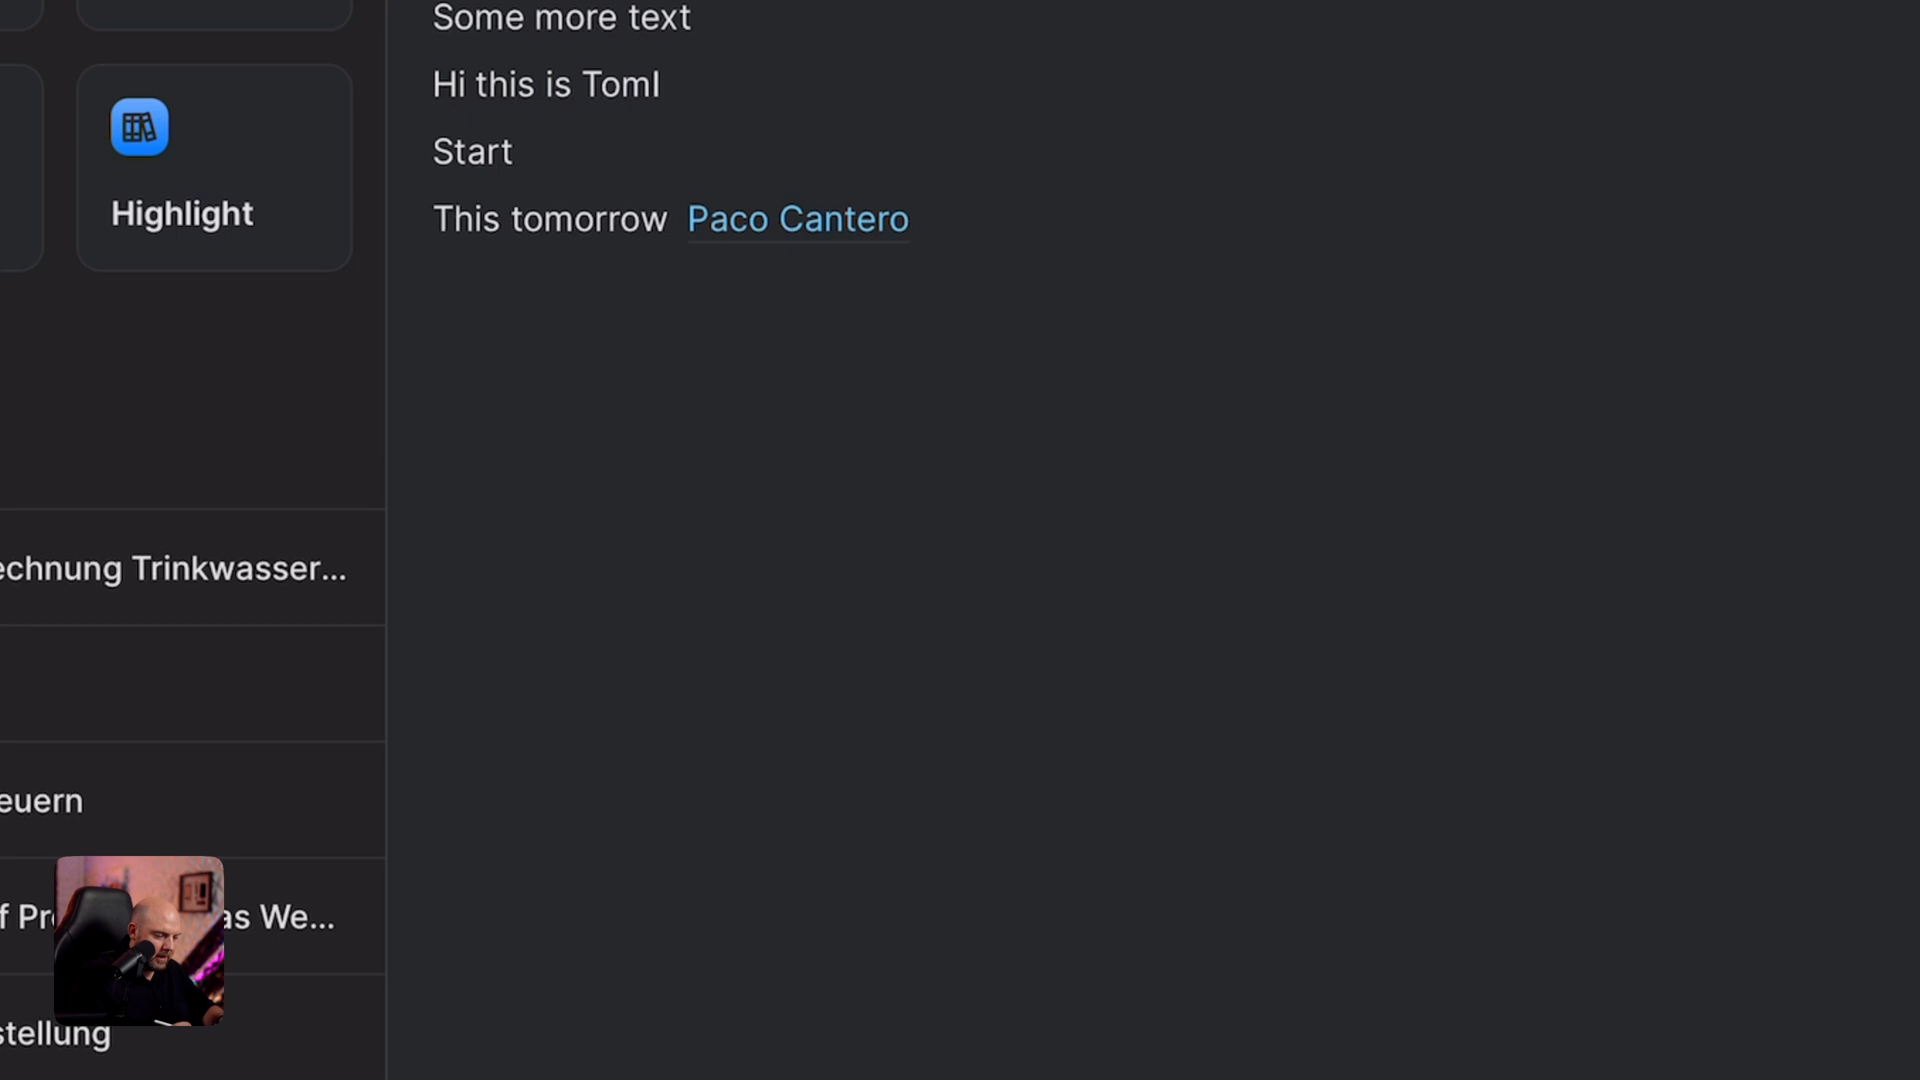 Some more text
Hi this is TomI
Start
This tomorrow Paco Cantero
Highlight
echnung Trinkwasser...
euern
f Pr as We...
stellung